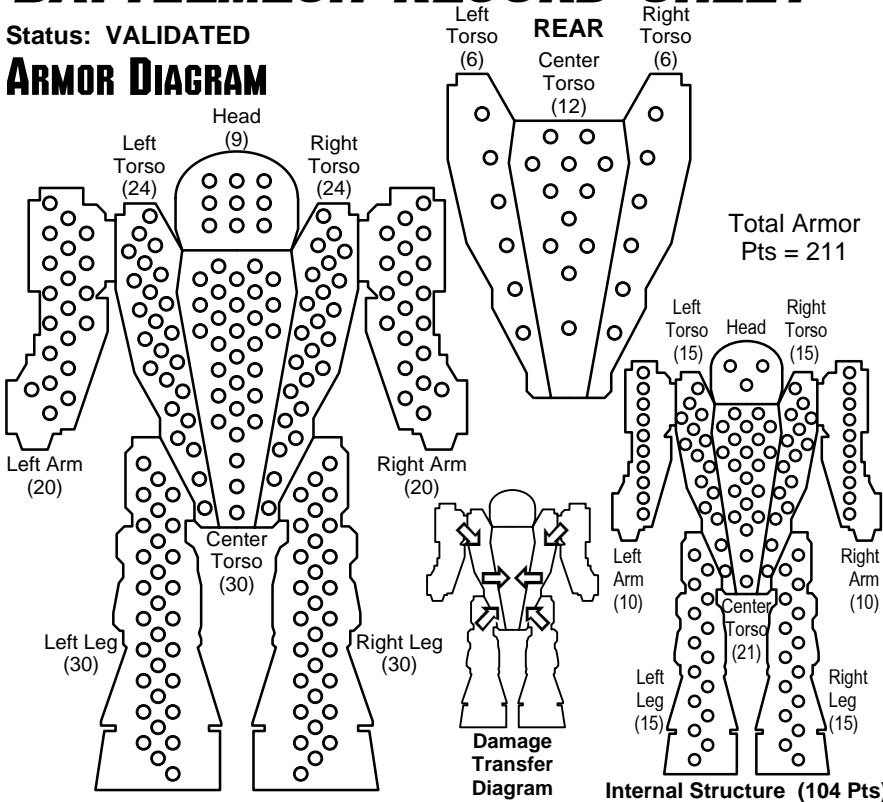 BATTLEMECH RECORD SHEET
Status: VALIDATED
ARMOR DIAGRAM
Head
(9)
Left
Torso
(24)
Right
Torso
(24)
Left Arm
(20)
Right Arm
(20)
Center
Torso
(30)
Left Leg
(30)
Right Leg
(30)
REAR
Left
Torso
(6)
Center
Torso
(12)
Right
Torso
(6)
Total Armor
Pts = 211
Left
Torso
(15)
Head
Right
Torso
(15)
Left
Arm
(10)
Right
Arm
(10)
Center
Torso
(21)
Left
Leg
(15)
Right
Leg
(15)
Damage
Transfer
Diagram
Internal Structure (104 Pts)